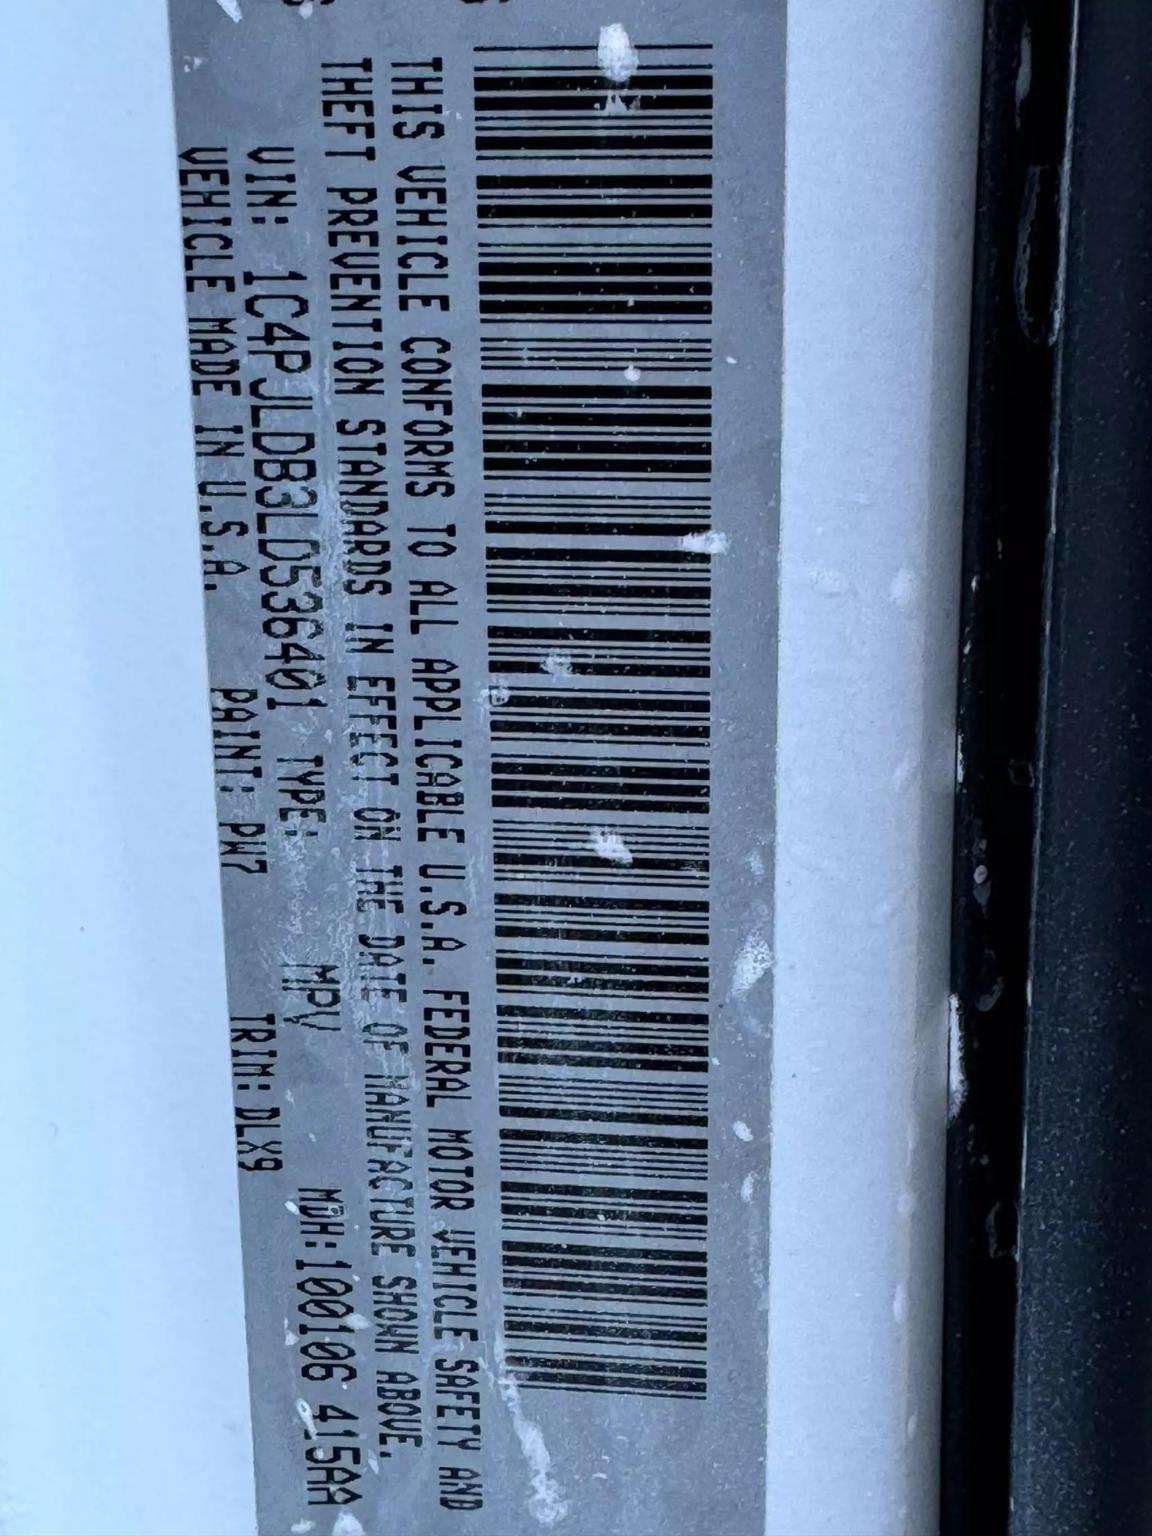 THIS VEHICLE CONFORMS TO ALL APPLICABLE U.S.A. FEDERAL MOTOR VEHICLE SAFETY AND
THEFT PREVENTION STANDARDS IN EFFECT ON THE DATE OF MANUFACTURE SHOWN ABOVE.
VIN: 1C4PJLDB3LD536401 TYPE: MPV MDH:100106 415AA
VEHICLE MADE IN U.S.A. PAINT: PW7 TRIM: DLX9